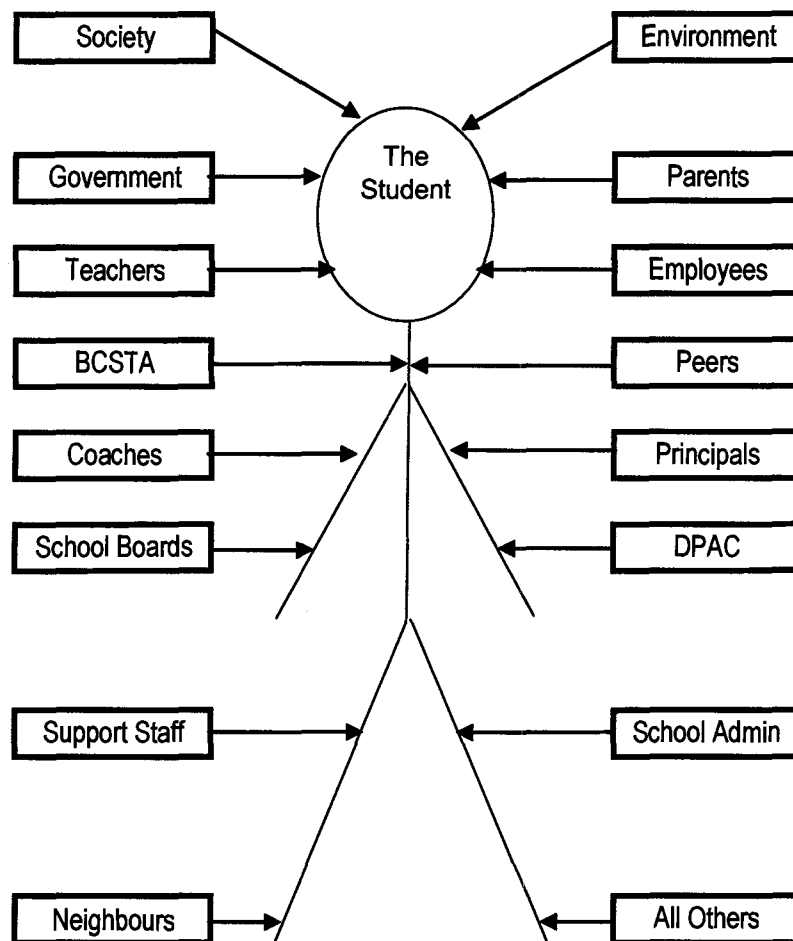 Society
Environment
The
Student
Government
Parents
Teachers
Employees
BCSTA
Peers
Coaches
Principals
School Boards
DPAC
Support Staff
School Admin
Neighbours
All Others